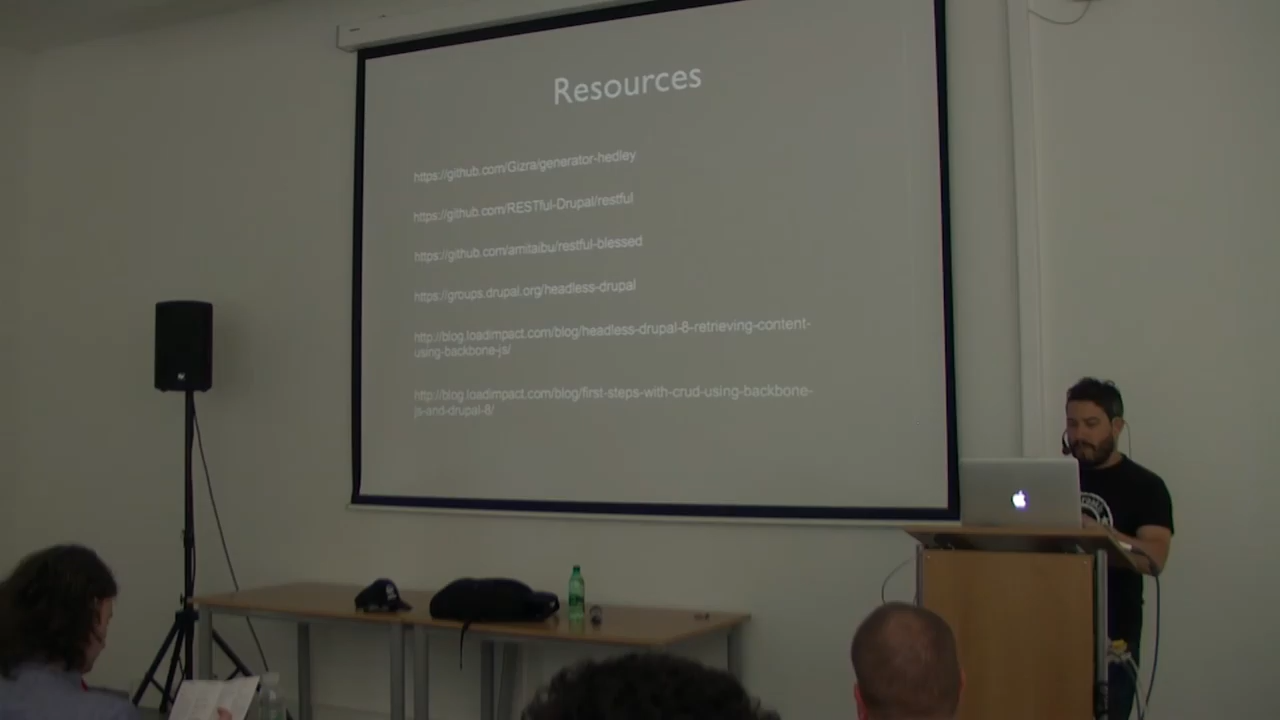 Resources
https://github.com/Gizra/generator-hedley
https://github.com/RESTful-Drupal/restful
https://github.com/amitaibu/restful-blessed
https://groups.drupal.org/headless-drupal
http://blog.loadimpact.com/blog/headless-drupal-8-retrieving-content-
using-backbone-js/
http://blog.loadimpact.com/blog/first-steps-with-crud-using-backbone-
js-and-drupal-8/